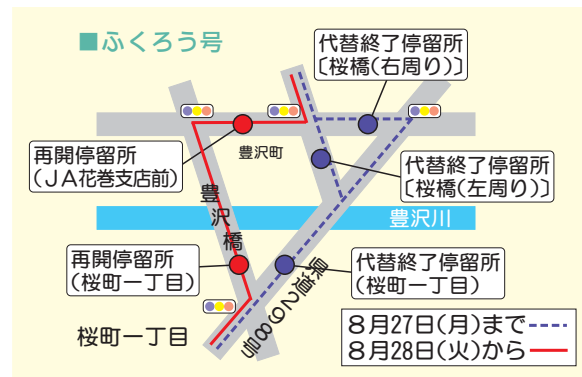 ■ふくろう号
代替終了停留所
〔桜橋(右周り)〕
再開停留所
(ＪＡ花巻支店前)
豊沢町
代替終了停留所
〔桜橋(左周り)〕
豊沢橋
豊沢川
再開停留所
(桜町一丁目)
代替終了停留所
(桜町一丁目)
県道298号
桜町一丁目
8月27日(月)まで
8月28日(火)から